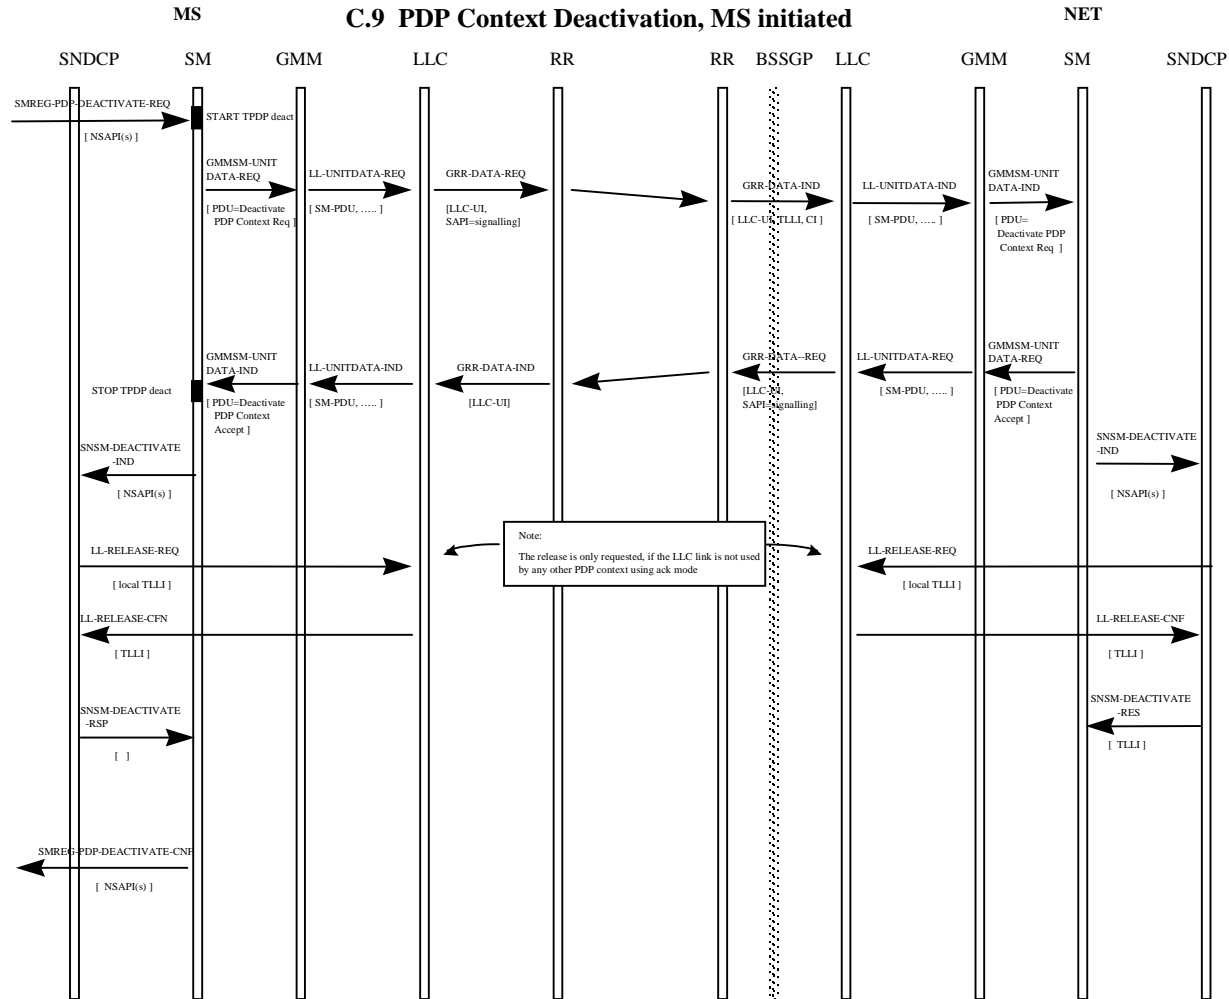 MS
C.9 PDP Context Deactivation, MS initiated
NET
SNDCP SM GMM LLC RR RR BSSGP LLC GMM SM SNDCP
SMREG-PDP-DEACTIVATE-REQ
[ NSAPI(s) ]
START TPDP deact
GMMSM-UNIT
DATA-REQ
[ PDU=Deactivate
PDP Context Req ]
LL-UNITDATA-REQ
[ SM-PDU, ..... ]
GRR-DATA-REQ
[LLC-UI,
SAPI=signalling]
GRR-DATA-IND
[ LLC-UI, TLLI, CI ]
LL-UNITDATA-IND
[ SM-PDU, ..... ]
GMMSM-UNIT
DATA-IND
[ PDU=
Deactivate PDP
Context Req ]
STOP TPDP deact
GMMSM-UNIT
DATA-IND
[ PDU=Deactivate
PDP Context
Accept ]
LL-UNITDATA-IND
[ SM-PDU, ..... ]
GRR-DATA-IND
[LLC-UI]
GRR-DATA--REQ
[LLC-UI,
SAPI=signalling]
LL-UNITDATA-REQ
[ SM-PDU, ..... ]
GMMSM-UNIT
DATA-REQ
[ PDU=Deactivate
PDP Context
Accept ]
SNSM-DEACTIVATE
-IND
[ NSAPI(s) ]
SNSM-DEACTIVATE
-IND
[ NSAPI(s) ]
LL-RELEASE-REQ
[ local TLLI ]
Note:
The release is only requested, if the LLC link is not used
by any other PDP context using ack mode
LL-RELEASE-REQ
[ local TLLI ]
LL-RELEASE-CFN
[ TLLI ]
LL-RELEASE-CNF
[ TLLI ]
SNSM-DEACTIVATE
-RSP
[ ]
SNSM-DEACTIVATE
-RES
[ TLLI ]
SMREG-PDP-DEACTIVATE-CNF
[ NSAPI(s) ]